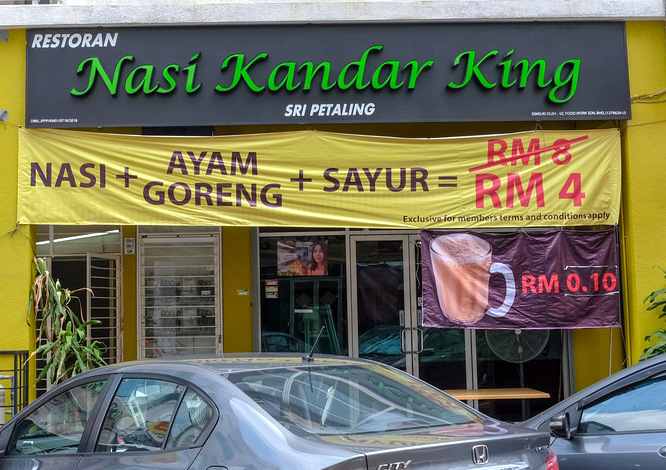 RESTORAN
Nasi Kandar King
SRI PETALING
NASI + AYAM GORENG + SAYUR = RM 8
RM 4
Exclusive for members terms and conditions apply
RM 0.10
CITY